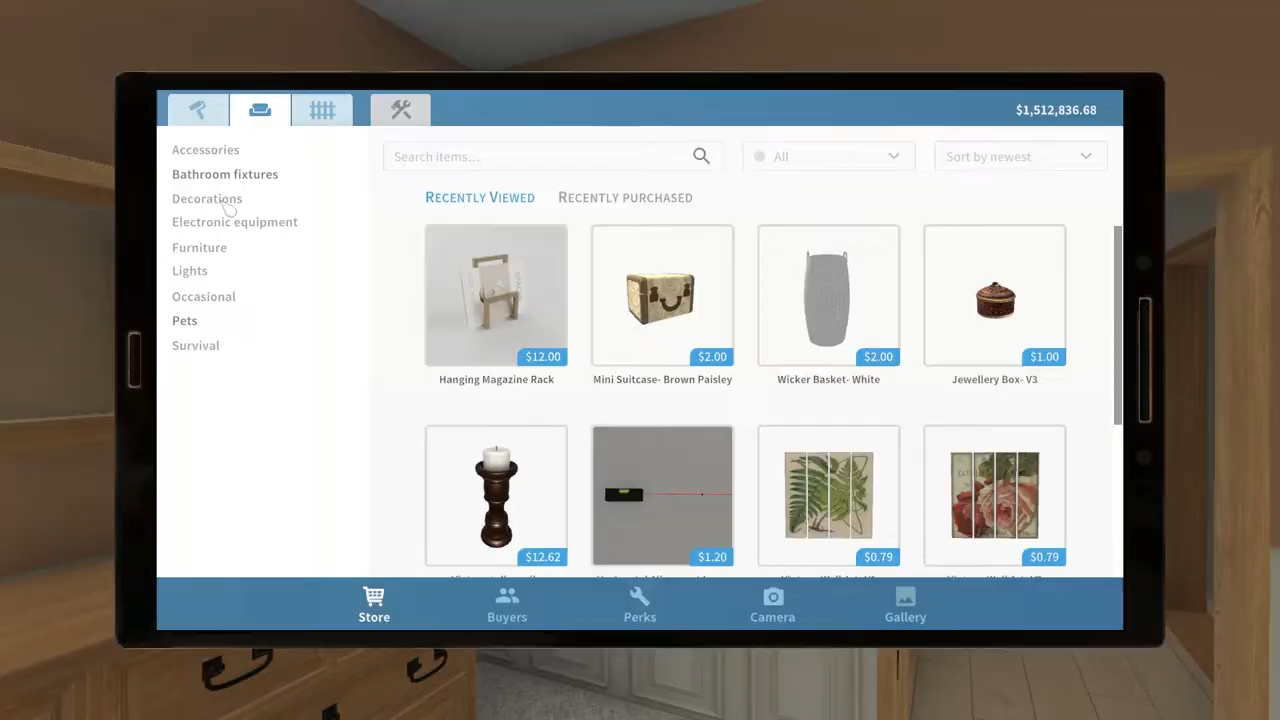 $1,512,836.68
Accessories
Bathroom fixtures
Decorations
Electronic equipment
Furniture
Lights
Occasional
Pets
Survival
Search items....
All
Sort by newest
RECENTLY VIEWED
RECENTLY PURCHASED
$12.00
$2.00
$2.00
$1.00
Hanging Magazine Rack
Mini Suitcase- Brown Paisley
Wicker Basket- White
Jewellery Box- V3
$12.62
$1.20
$0.79
$0.79
Store
Buyers
Perks
Camera
Gallery